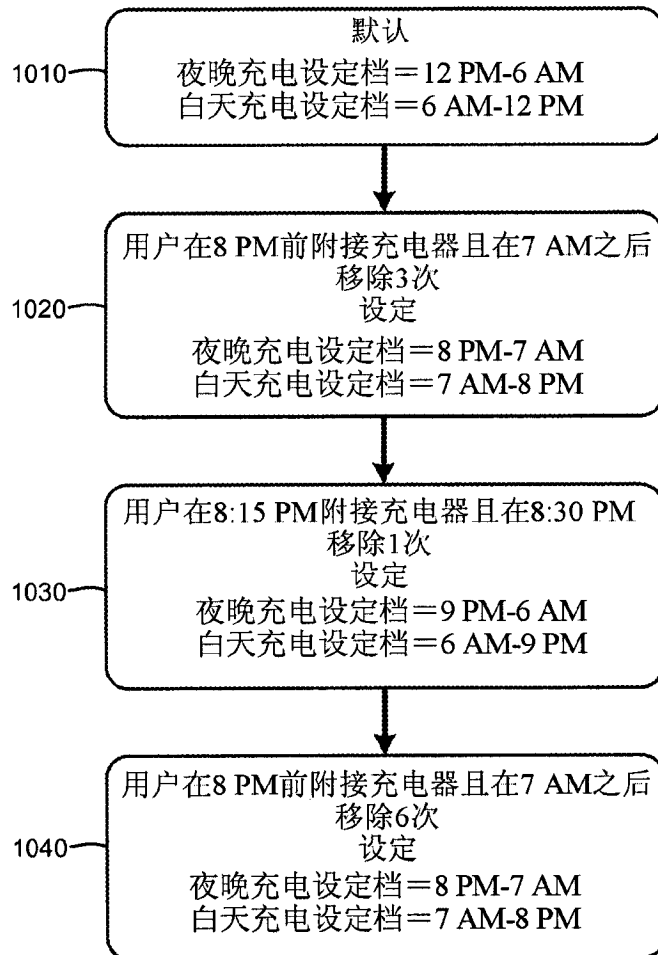 默认
1010
夜晚充电设定档＝12 PM-6 AM
白天充电设定档＝6 AM-12 PM
用户在8 PM前附接充电器且在7 AM之后
移除3次
1020
设定
夜晚充电设定档＝8 PM-7 AM
白天充电设定档＝7 AM-8 PM
用户在8:15 PM附接充电器且在8:30 PM
移除1次
设定
1030
夜晚充电设定档＝9 PM-6 AM
白天充电设定档＝6 AM-9 PM
用户在8 PM前附接充电器且在7 AM之后
移除6次
1040
设定
夜晚充电设定档＝8 PM-7 AM
白天充电设定档＝7 AM-8 PM